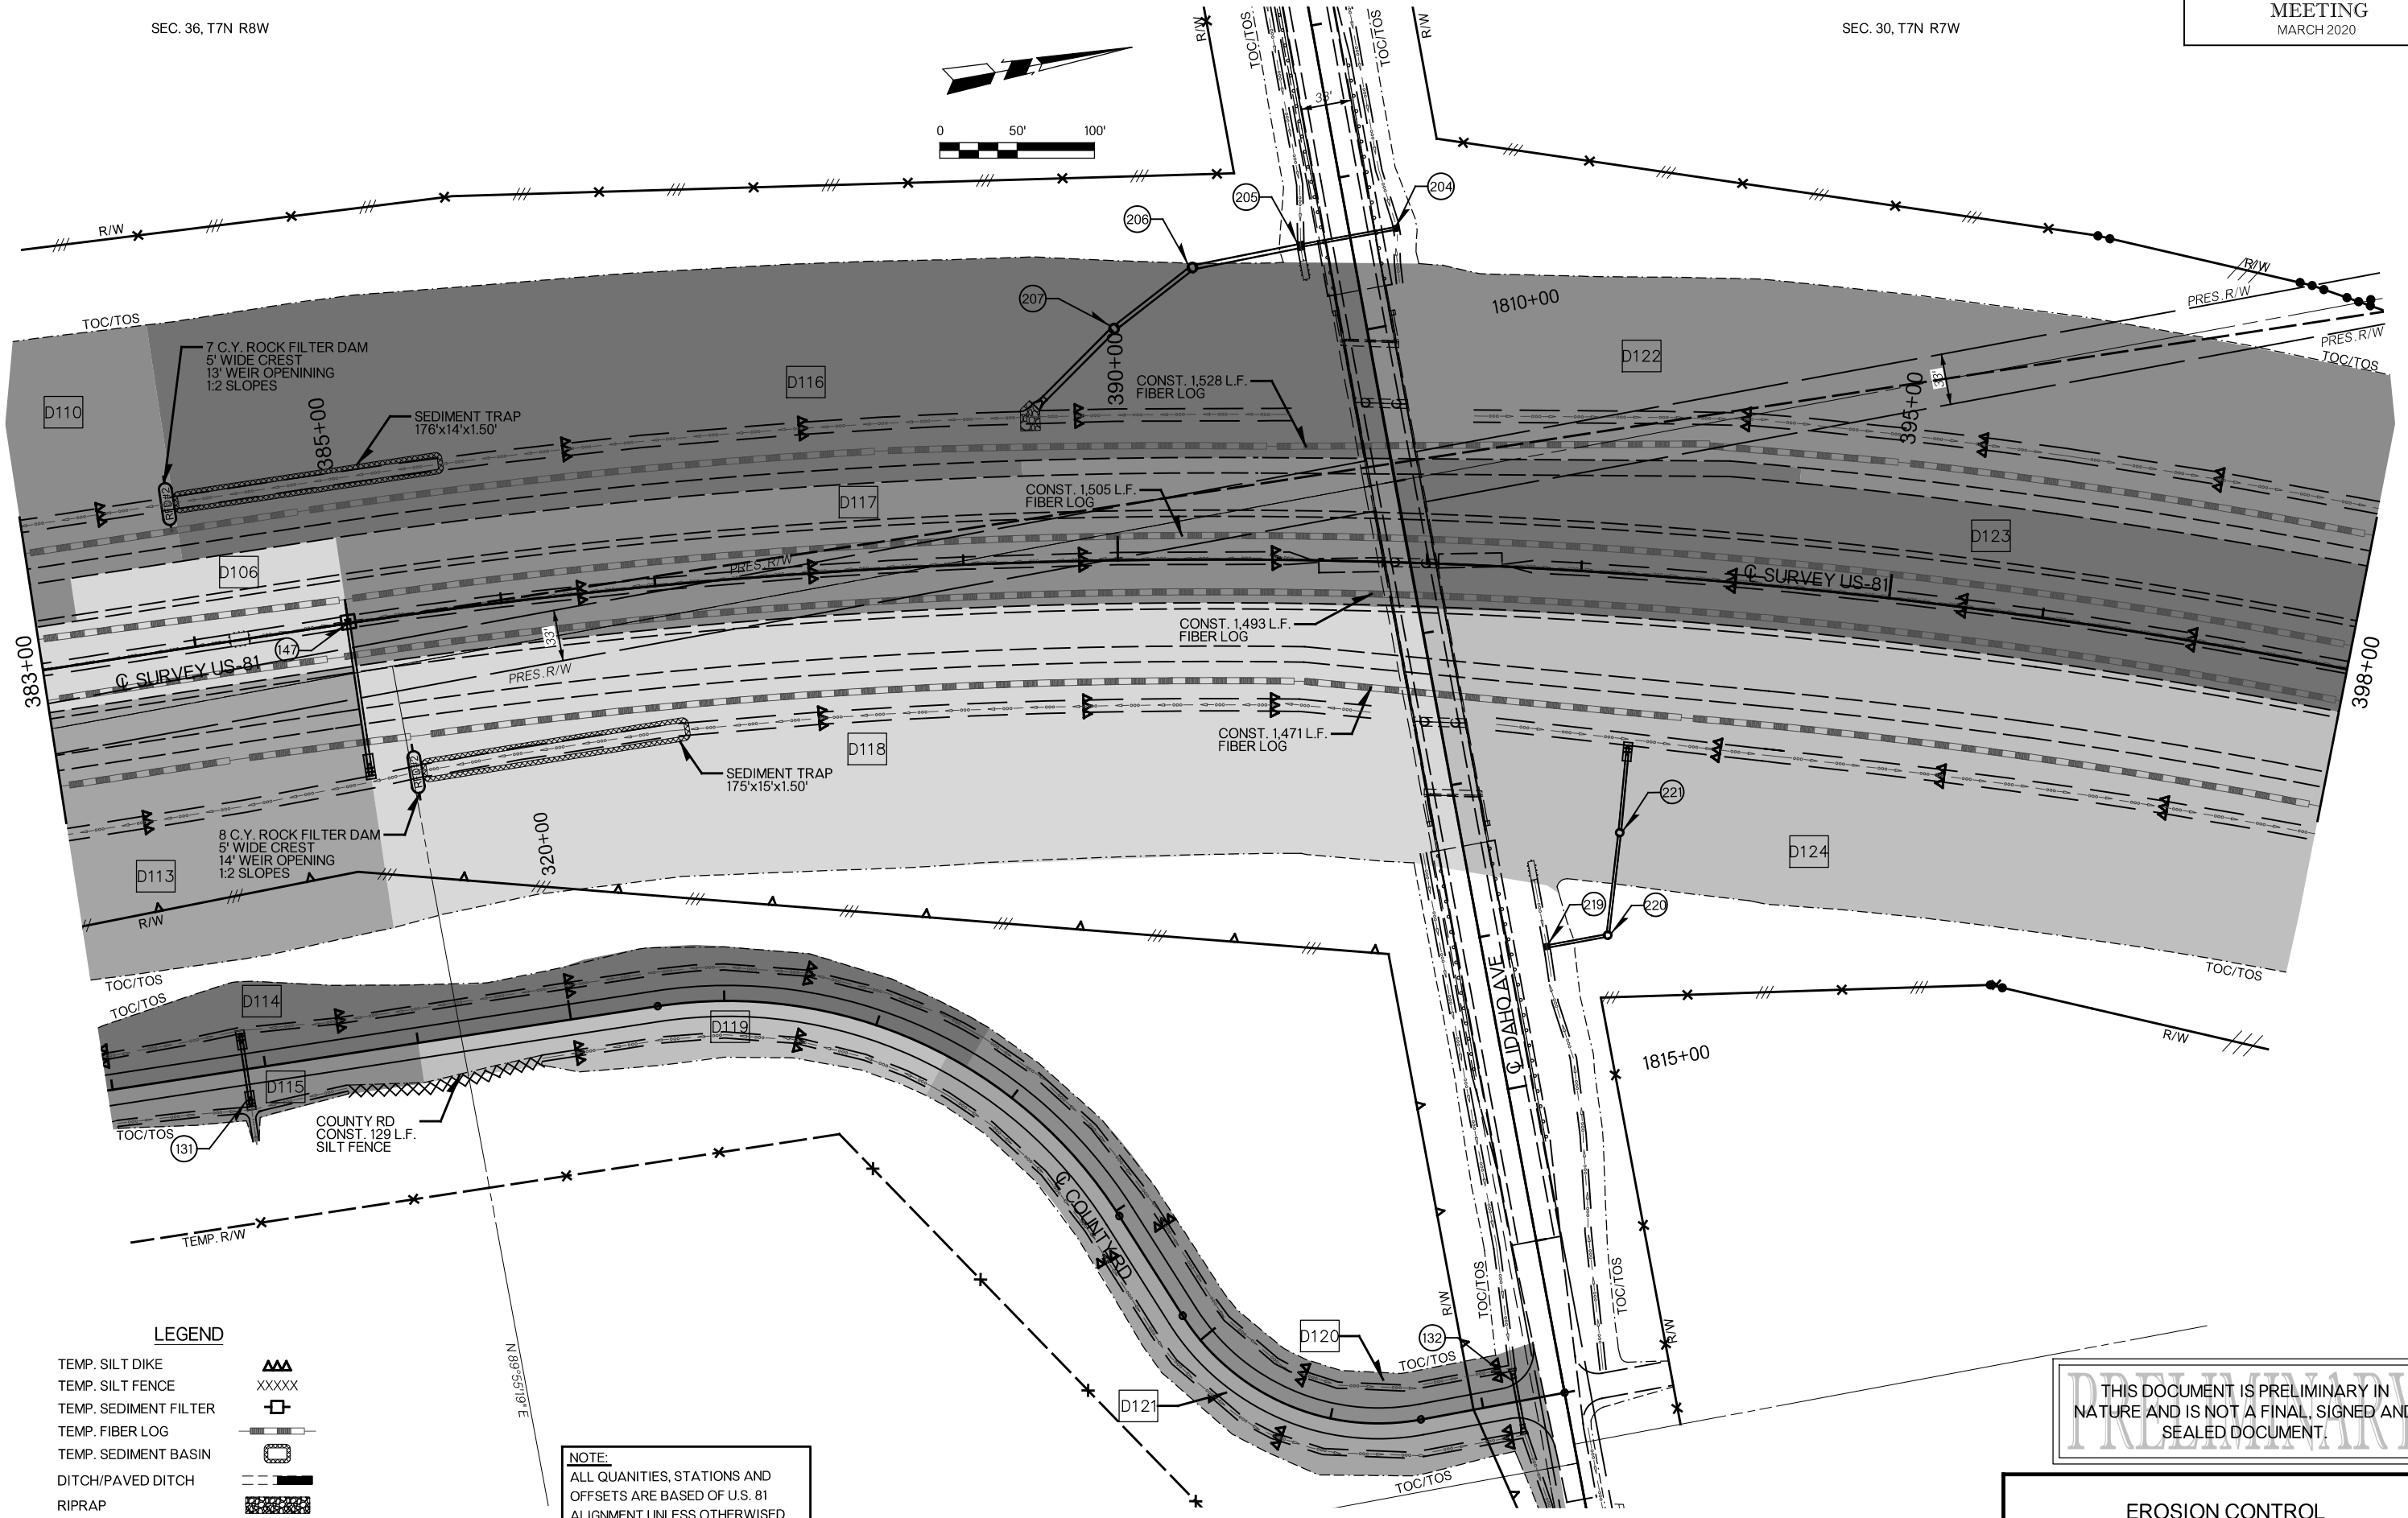 SEC. 36, T7N R8W
SEC. 30, T7N R7W
MEETING
MARCH 2020
R/W
TOC/TOS
TOC/TOS
R/W
33'
0 50' 100'
R/W
205
204
206
207
R/W
PRES. R/W
PRES. R/W
TOC/TOS
1810+00
TOC/TOS
7 C.Y. ROCK FILTER DAM
5' WIDE CREST
13' WEIR OPENINING
1:2 SLOPES
D110
D116
D122
390+00
CONST. 1,528 L.F.
FIBER LOG
33'
395+00
385+00
SEDIMENT TRAP
176'x14'x1.50'
D117
CONST. 1,505 L.F.
FIBER LOG
D123
D106
PRES. R/W
℄ SURVEY US-81
383+00
147
℄ SURVEY US-81
33'
PRES. R/W
CONST. 1,493 L.F.
FIBER LOG
398+00
CONST. 1,471 L.F.
FIBER LOG
D118
SEDIMENT TRAP
175'x15'x1.50'
221
8 C.Y. ROCK FILTER DAM
5' WIDE CREST
14' WEIR OPENING
1:2 SLOPES
320+00
D113
D124
R/W
219
220
TOC/TOS
TOC/TOS
TOC/TOS
D114
D119
D115
℄ IDAHO AVE
1815+00
R/W
COUNTY RD
CONST. 129 L.F.
SILT FENCE
TOC/TOS
131
TEMP. R/W
℄ COUNTY RD
TOC/TOS
TOC/TOS
R/W
R/W
D120
132
TOC/TOS
D121
TOC/TOS
N 89°55'19" E
LEGEND
TEMP. SILT DIKE
TEMP. SILT FENCE XXXXX
TEMP. SEDIMENT FILTER
TEMP. FIBER LOG
TEMP. SEDIMENT BASIN
DITCH/PAVED DITCH
RIPRAP
NOTE:
ALL QUANITIES, STATIONS AND
OFFSETS ARE BASED OF U.S. 81
ALIGNMENT UNLESS OTHERWISED
PRELIMINARY
THIS DOCUMENT IS PRELIMINARY IN
NATURE AND IS NOT A FINAL, SIGNED AND
SEALED DOCUMENT.
EROSION CONTROL